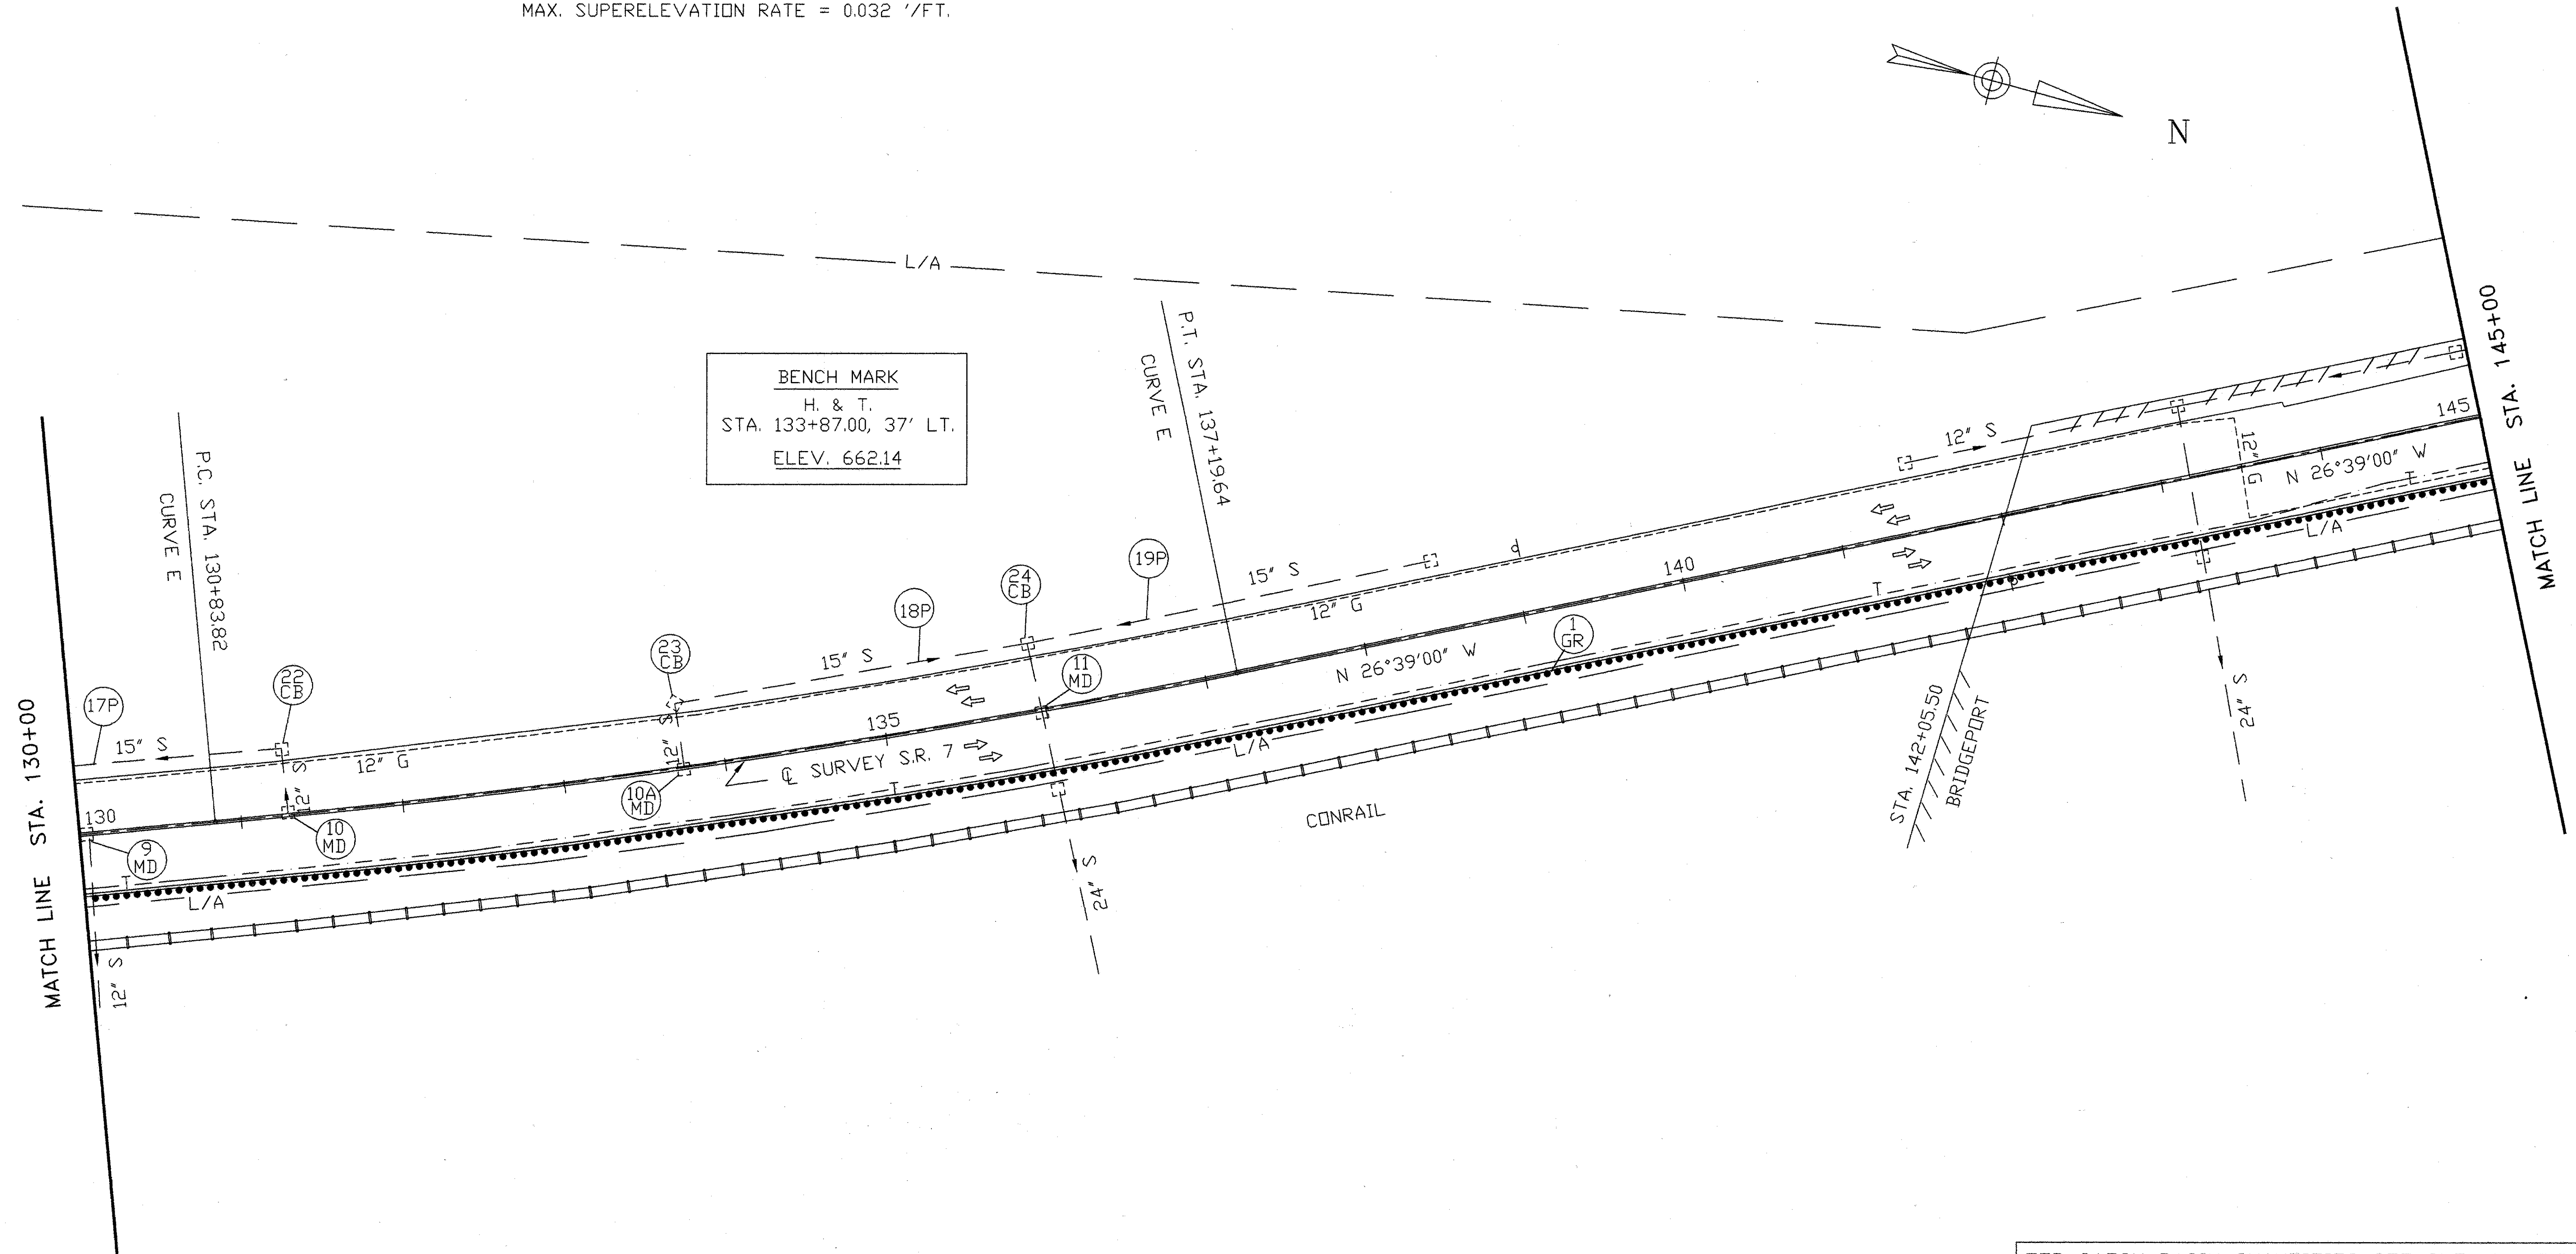 MAX. SUPERELEVATION RATE = 0.032 '/FT.
N
L/A
BENCH MARK
H. & T.
STA. 133+87.00, 37' LT.
ELEV. 662.14
P.C. STA. 130+83.82
CURVE E
P.T. STA. 137+19.64
CURVE E
MATCH LINE STA. 130+00
MATCH LINE STA. 145+00
17P
15" S
22
CB
12" S
12" G
23
CB
12" S
15" S
18P
24
CB
19P
15" S
12" G
d
12" S
12" G
145
N 26°39'00" W
T
L/A
140
T
1
GR
N 26°39'00" W
11
MD
135
℄ SURVEY S.R. 7
L/A
T
10A
MD
10
MD
130
9
MD
T
L/A
12" S
24" S
CONRAIL
STA. 142+05.50
BRIDGEPORT
24" S